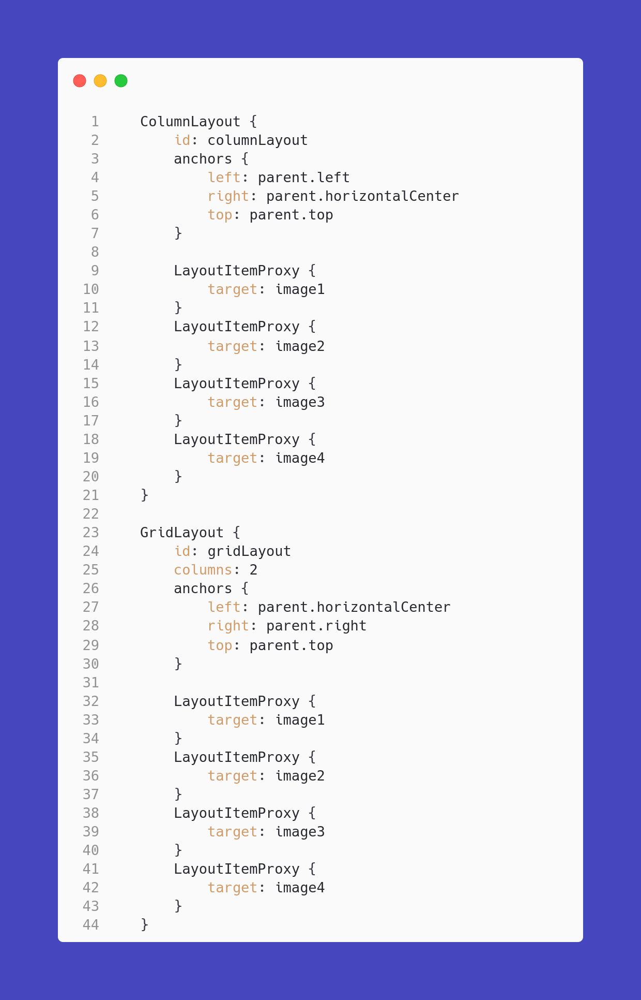 1 ColumnLayout {
2 id: columnLayout
3 anchors {
4 left: parent.left
5 right: parent.horizontalCenter
6 top: parent.top
7 }
8
9 LayoutItemProxy {
10 target: image1
11 }
12 LayoutItemProxy {
13 target: image2
14 }
15 LayoutItemProxy {
16 target: image3
17 }
18 LayoutItemProxy {
19 target: image4
20 }
21 }
22
23 GridLayout {
24 id: gridLayout
25 columns: 2
26 anchors {
27 left: parent.horizontalCenter
28 right: parent.right
29 top: parent.top
30 }
31
32 LayoutItemProxy {
33 target: image1
34 }
35 LayoutItemProxy {
36 target: image2
37 }
38 LayoutItemProxy {
39 target: image3
40 }
41 LayoutItemProxy {
42 target: image4
43 }
44 }